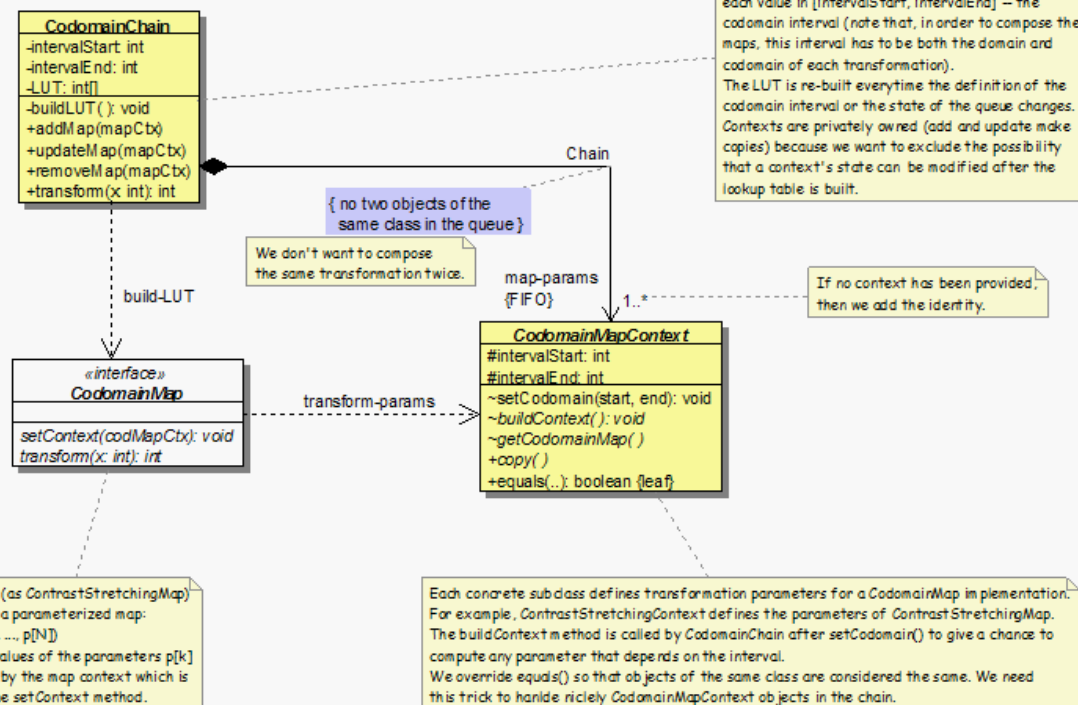 CodomainChain
-intervalStart: int
-intervalEnd: int
-LUT: int[]
-buildLUT( ): void
+addMap(mapCtx)
+updateMap(mapCtx)
+removeMap(mapCtx)
+transform(x: int): int
each value in [intervalStart, intervalEnd] -- the
codomain interval (note that, in order to compose the
maps, this interval has to be both the domain and
codomain of each transformation).
The LUT is re-built everytime the definition of the
codomain interval or the state of the queue changes.
Contexts are privately owned (add and update make
copies) because we want to exclude the possibility
that a context's state can be modified after the
lookup table is built.
Chain
{ no two objects of the
same class in the queue }
We don't want to compose
the same transformation twice.
build-LUT
map-params
{FIFO}
1..*
If no context has been provided,
then we add the identity.
«interface»
CodomainMap
setContext(codMapCtx): void
transform(x: int): int
transform-params
CodomainMapContext
#intervalStart: int
#intervalEnd: int
~setCodomain(start, end): void
~buildContext( ): void
~getCodomainMap( )
+copy( )
+equals(..): boolean {leaf}
(as ContrastStretchingMap)
a parameterized map:
..., p[N])
alues of the parameters p[k]
by the map context which is
e setContext method.
Each concrete subclass defines transformation parameters for a CodomainMap implementation.
For example, ContrastStretchingContext defines the parameters of ContrastStretchingMap.
The buildContext method is called by CodomainChain after setCodomain() to give a chance to
compute any parameter that depends on the interval.
We override equals() so that objects of the same class are considered the same. We need
this trick to hanlde niclely CodomainMapContext objects in the chain.